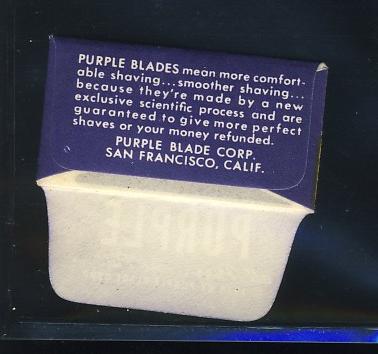 PURPLE BLADES mean more comfort-
able shaving...smoother shaving...
because they're made by a new
exclusive scientific process and are
guaranteed to give more perfect
shaves or your money refunded.
PURPLE BLADE CORP.
SAN FRANCISCO, CALIF.
PURPLE